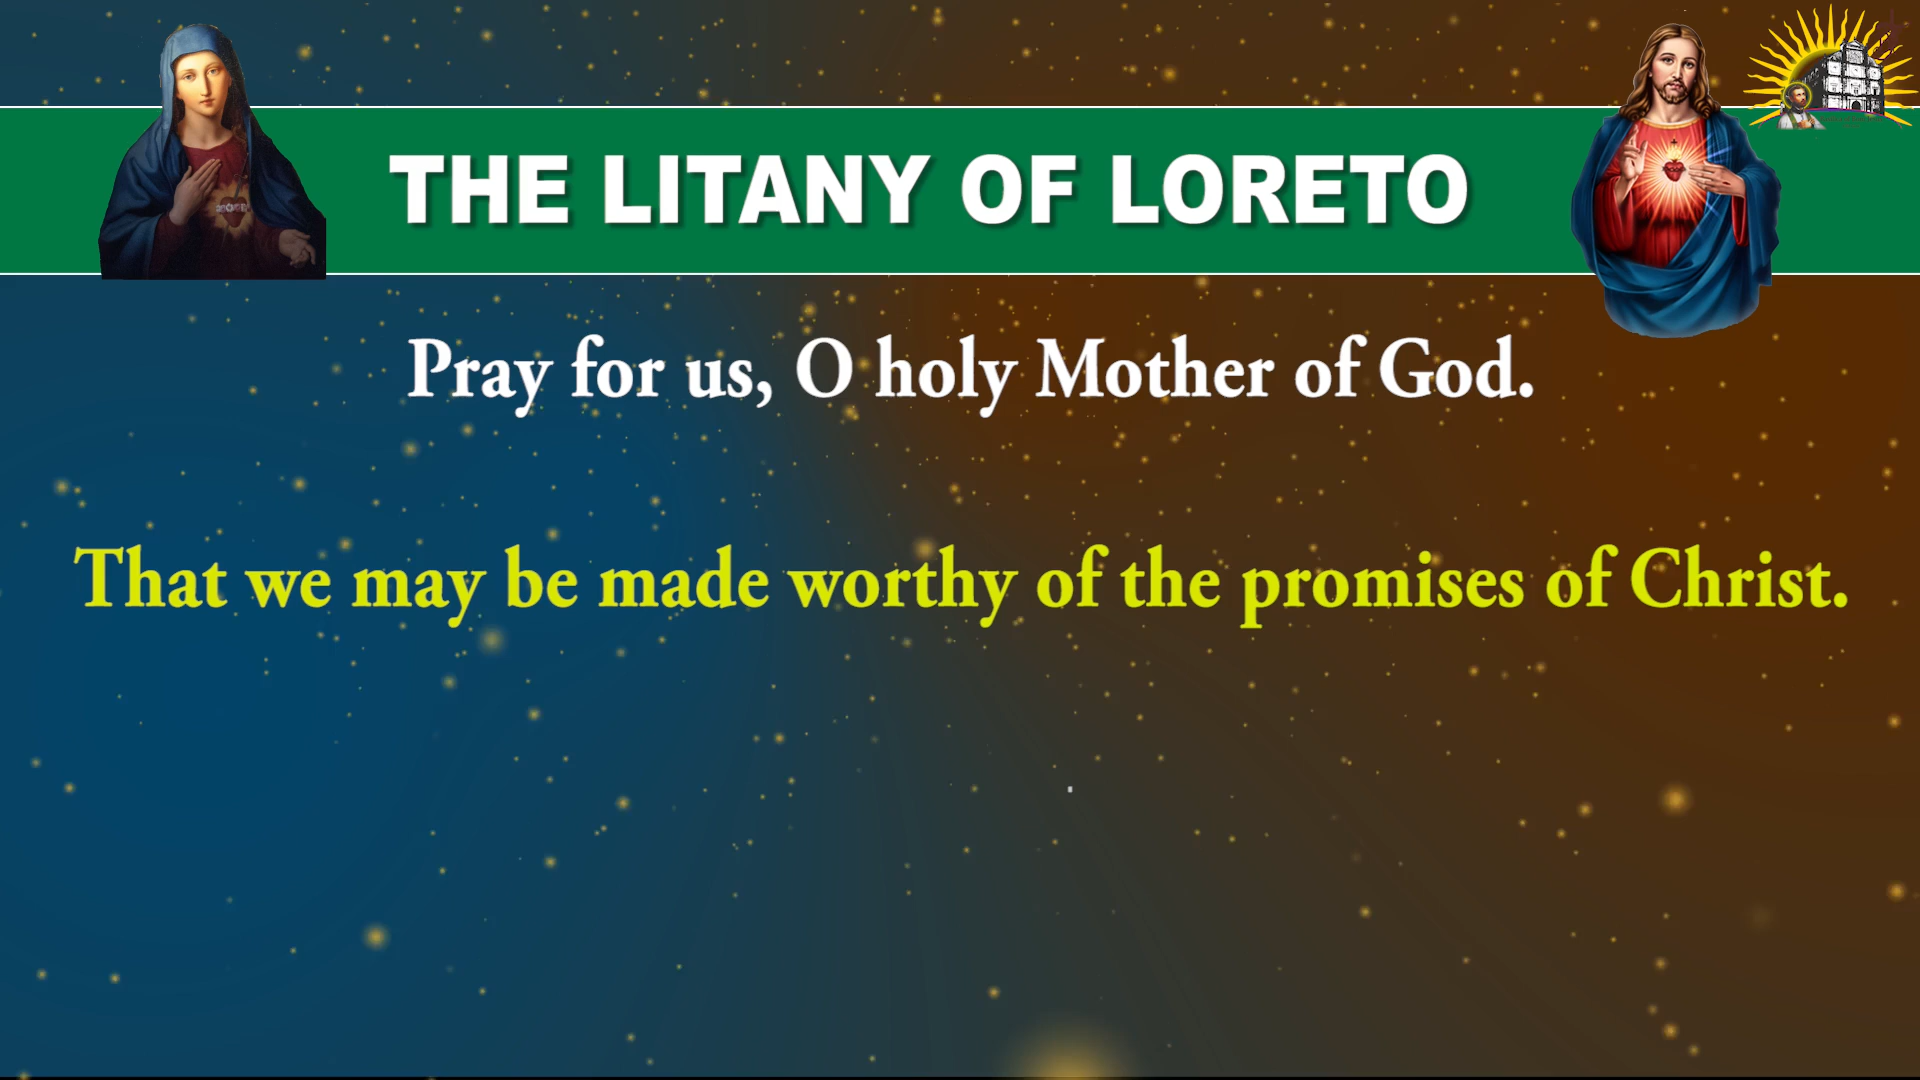 THE LITANY OF LORETO
Pray for us, O holy Mother of God.
That we may be made worthy of the promises of Christ.